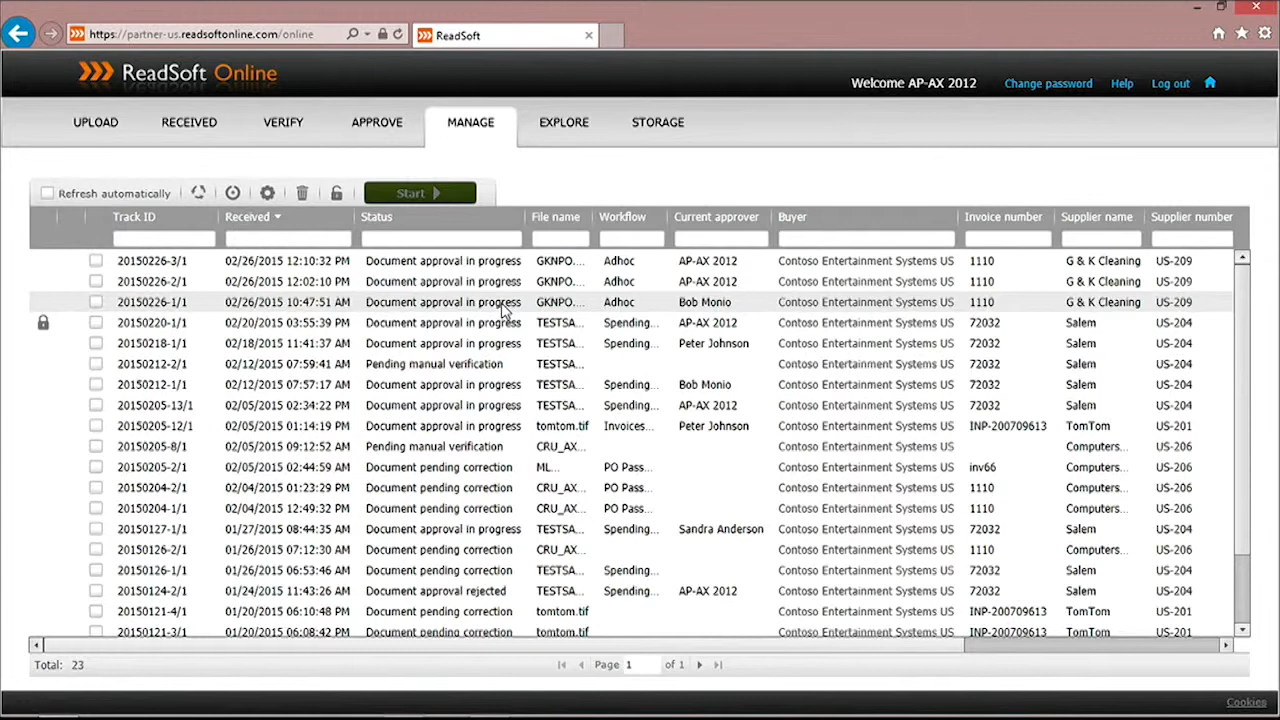 https://partner-us.readsoftonline.com/online ReadSoft
ReadSoft Online
Welcome AP-AX 2012 Change password Help Log out
UPLOAD RECEIVED VERIFY APPROVE MANAGE EXPLORE STORAGE
Refresh automatically Start
Track ID Received Status File name Workflow Current approver Buyer Invoice number Supplier name Supplier number
20150226-3/1 02/26/2015 12:10:32 PM Document approval in progress GKNPO.... Adhoc AP-AX 2012 Contoso Entertainment Systems US 1110 G & K Cleaning US-209
20150226-2/1 02/26/2015 12:02:10 PM Document approval in progress GKNPO.... Adhoc AP-AX 2012 Contoso Entertainment Systems US 1110 G & K Cleaning US-209
20150226-1/1 02/26/2015 10:47:51 AM Document approval in progress GKNPO.... Adhoc Bob Monio Contoso Entertainment Systems US 1110 G & K Cleaning US-209
20150220-1/1 02/20/2015 03:55:39 PM Document approval in progress TESTSA... Spending... AP-AX 2012 Contoso Entertainment Systems US 72032 Salem US-204
20150218-1/1 02/18/2015 11:41:37 AM Document approval in progress TESTSA... Spending... Peter Johnson Contoso Entertainment Systems US 72032 Salem US-204
20150212-2/1 02/12/2015 07:59:41 AM Pending manual verification TESTSA... Contoso Entertainment Systems US 72032 Salem US-204
20150212-1/1 02/12/2015 07:57:17 AM Document approval in progress TESTSA... Spending... Bob Monio Contoso Entertainment Systems US 72032 Salem US-204
20150205-13/1 02/05/2015 02:34:22 PM Document approval in progress TESTSA... Spending... AP-AX 2012 Contoso Entertainment Systems US 72032 Salem US-204
20150205-12/1 02/05/2015 01:14:19 PM Document approval in progress tomtom.tif Invoices... Peter Johnson Contoso Entertainment Systems US INP-200709613 TomTom US-201
20150205-8/1 02/05/2015 09:12:52 AM Pending manual verification CRU_AX... Contoso Entertainment Systems US Computers... US-206
20150205-2/1 02/05/2015 02:44:59 AM Document pending correction ML... PO Pass... Contoso Entertainment Systems US inv66 Computers... US-206
20150204-2/1 02/04/2015 01:23:29 PM Document pending correction CRU_AX... PO Pass... Contoso Entertainment Systems US 1110 Computers... US-206
20150204-1/1 02/04/2015 12:49:32 PM Document pending correction CRU_AX... PO Pass... Contoso Entertainment Systems US 1110 Computers... US-206
20150127-1/1 01/27/2015 08:44:35 AM Document approval in progress TESTSA... Spending... Sandra Anderson Contoso Entertainment Systems US 72032 Salem US-204
20150126-2/1 01/26/2015 07:12:30 AM Document pending correction CRU_AX... Contoso Entertainment Systems US 1110 Computers... US-206
20150126-1/1 01/26/2015 06:53:46 AM Document pending correction TESTSA... Spending... Contoso Entertainment Systems US 72032 Salem US-204
20150124-2/1 01/24/2015 11:43:26 AM Document approval rejected TESTSA... Spending... AP-AX 2012 Contoso Entertainment Systems US 72032 Salem US-204
20150121-4/1 01/20/2015 06:10:48 PM Document pending correction tomtom.tif Contoso Entertainment Systems US INP-200709613 TomTom US-201
20150121-3/1 01/20/2015 06:08:42 PM Document pending correction tomtom.tif Contoso Entertainment Systems US INP-200709613 TomTom US-201
Total: 23 Page 1 of 1
Cookies